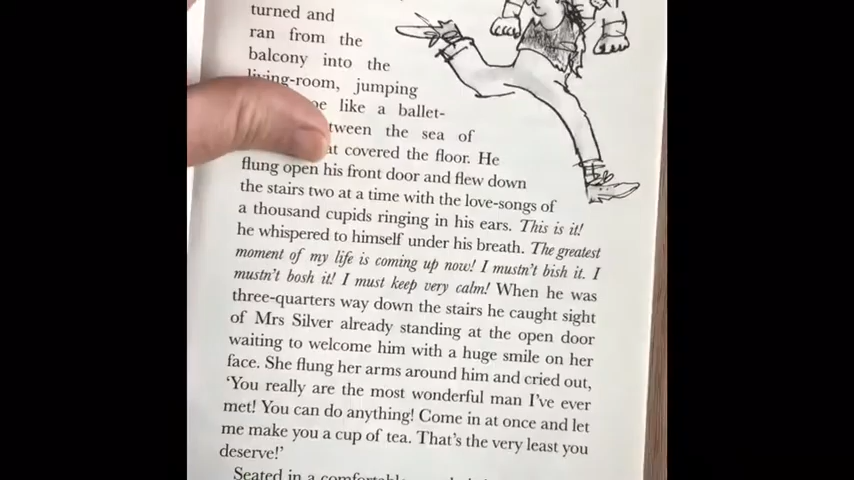 turned and
ran from the
balcony into the
living-room, jumping
like a ballet-
the sea of
covered the floor. He
flung open his front door and flew down
the stairs two at a time with the love-songs of
a thousand cupids ringing in his ears. This is it!
he whispered to himself under his breath. The greatest
moment of my life is coming up now! I mustn't bish it. I
mustn't bosh it! I must keep very calm! When he was
three-quarters way down the stairs he caught sight
of Mrs Silver already standing at the open door
waiting to welcome him with a huge smile on her
face. She flung her arms around him and cried out,
‘You really are the most wonderful man I've ever
met! You can do anything! Come in at once and let
me make you a cup of tea. That's the very least you
deserve!’
Seated in a comfortable